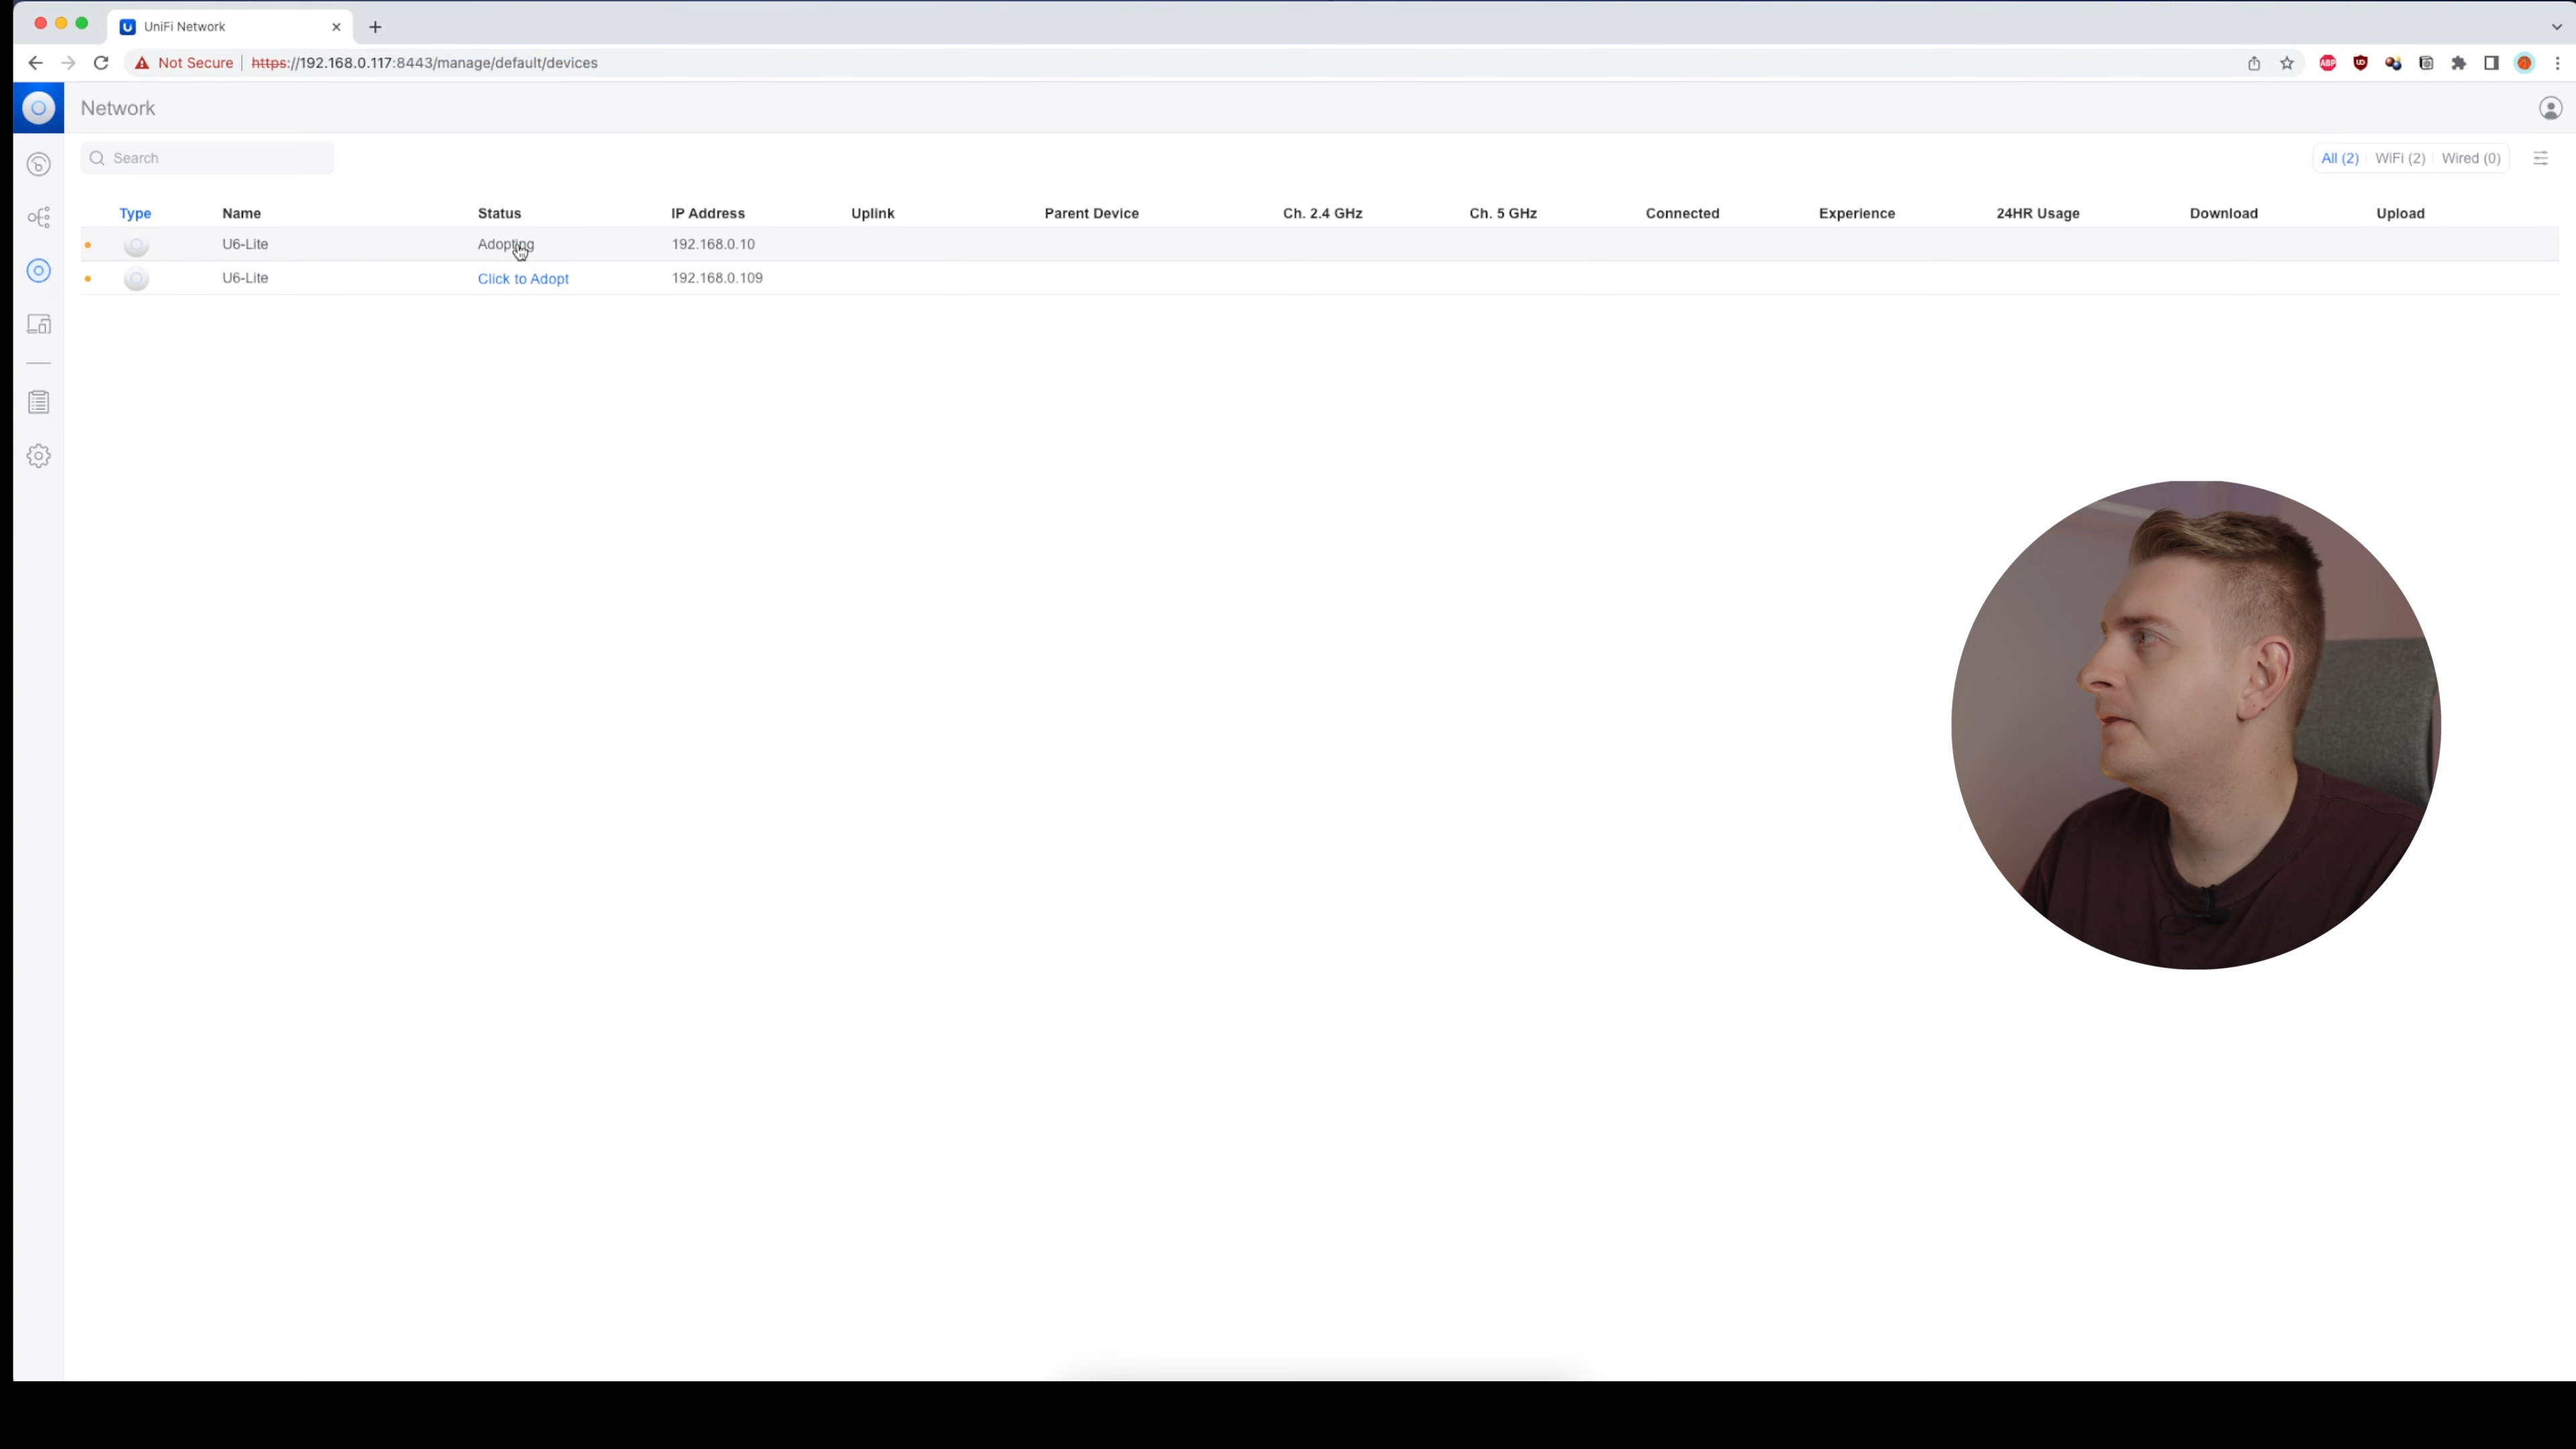 UniFi Network
Not Secure https://192.168.0.117:8443/manage/default/devices
ABP
Network
Search
All (2) WiFi (2) Wired (0)
Type Name Status IP Address Uplink Parent Device Ch. 2.4 GHz Ch. 5 GHz Connected Experience 24HR Usage Download Upload
U6-Lite Adopting 192.168.0.10
U6-Lite Click to Adopt 192.168.0.109